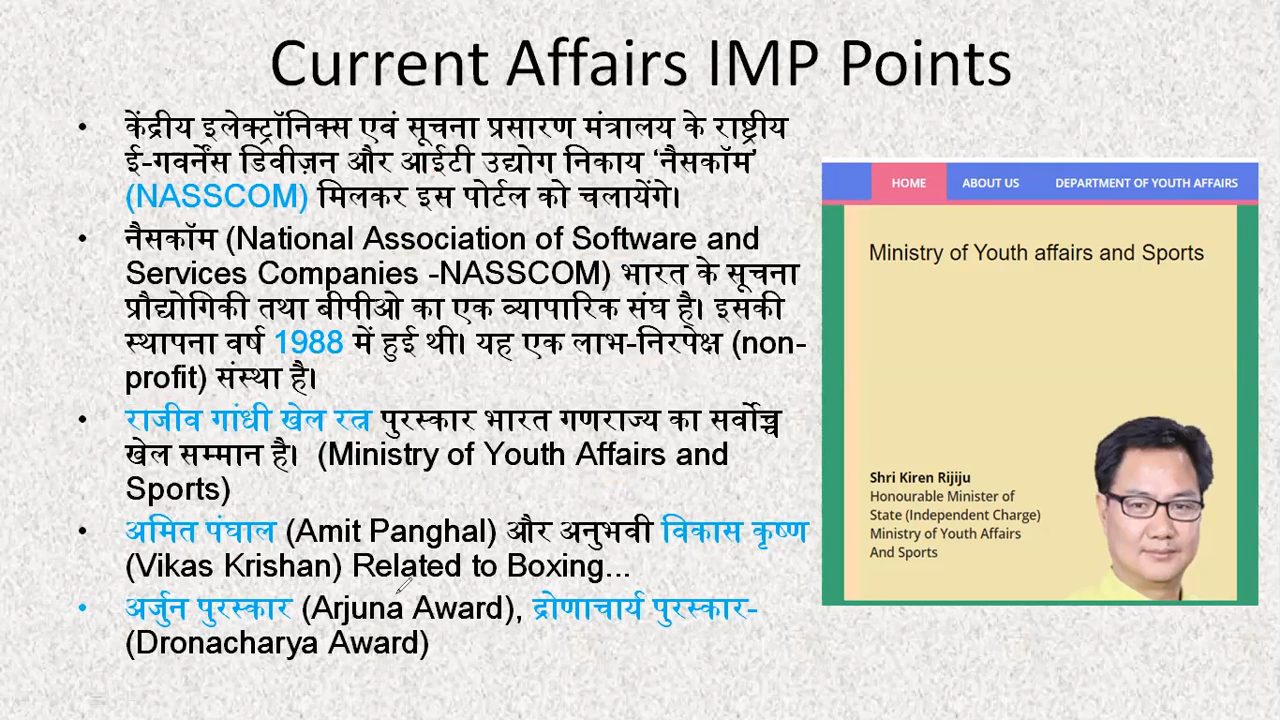 Current Affairs IMP Points
• केंद्रीय इलेक्ट्रॉनिक्स एवं सूचना प्रसारण मंत्रालय के राष्ट्रीय
ई-गवर्नेंस डिवीज़न और आईटी उद्योग निकाय 'नैसकॉम'
(NASSCOM) मिलकर इस पोर्टल को चलायेंगे।
• नैसकॉम (National Association of Software and
Services Companies -NASSCOM) भारत के सूचना
प्रौद्योगिकी तथा बीपीओ का एक व्यापारिक संघ है। इसकी
स्थापना वर्ष 1988 में हुई थी। यह एक लाभ-निरपेक्ष (non-
profit) संस्था है।
• राजीव गांधी खेल रत्न पुरस्कार भारत गणराज्य का सर्वोच्च
खेल सम्मान है। (Ministry of Youth Affairs and
Sports)
• अमित पंघाल (Amit Panghal) और अनुभवी विकास कृष्ण
(Vikas Krishan) Related to Boxing...
• अर्जुन पुरस्कार (Arjuna Award), द्रोणाचार्य पुरस्कार-
(Dronacharya Award)
HOME ABOUT US DEPARTMENT OF YOUTH AFFAIRS
Ministry of Youth affairs and Sports
Shri Kiren Rijiju
Honourable Minister of
State (Independent Charge)
Ministry of Youth Affairs
And Sports